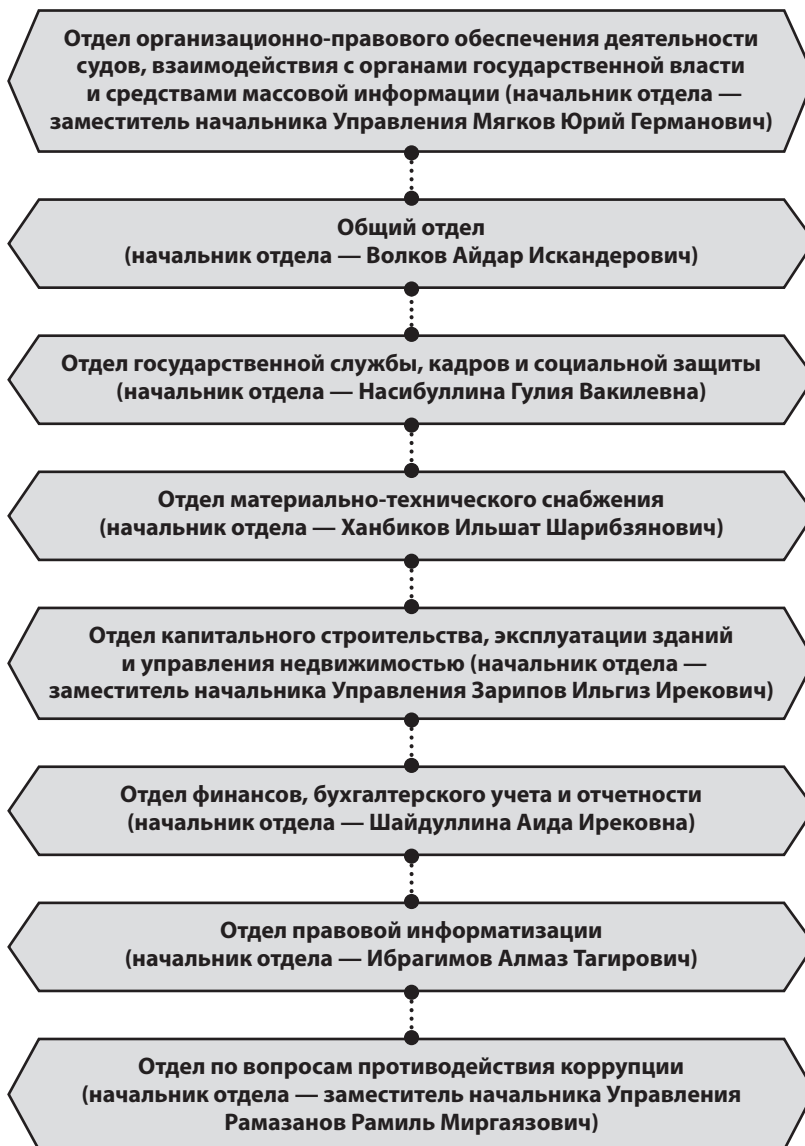 Отдел организационно-правового обеспечения деятельности
судов, взаимодействия с органами государственной власти
и средствами массовой информации (начальник отдела —
заместитель начальника Управления Мягков Юрий Германович)
Общий отдел
(начальник отдела — Волков Айдар Искандерович)
Отдел государственной службы, кадров и социальной защиты
(начальник отдела — Насибуллина Гулия Вакилевна)
Отдел материально-технического снабжения
(начальник отдела — Ханбиков Ильшат Шарибзянович)
Отдел капитального строительства, эксплуатации зданий
и управления недвижимостью (начальник отдела —
заместитель начальника Управления Зарипов Ильгиз Ирекович)
Отдел финансов, бухгалтерского учета и отчетности
(начальник отдела — Шайдуллина Аида Ирековна)
Отдел правовой информатизации
(начальник отдела — Ибрагимов Алмаз Тагирович)
Отдел по вопросам противодействия коррупции
(начальник отдела — заместитель начальника Управления
Рамазанов Рамиль Миргаязович)